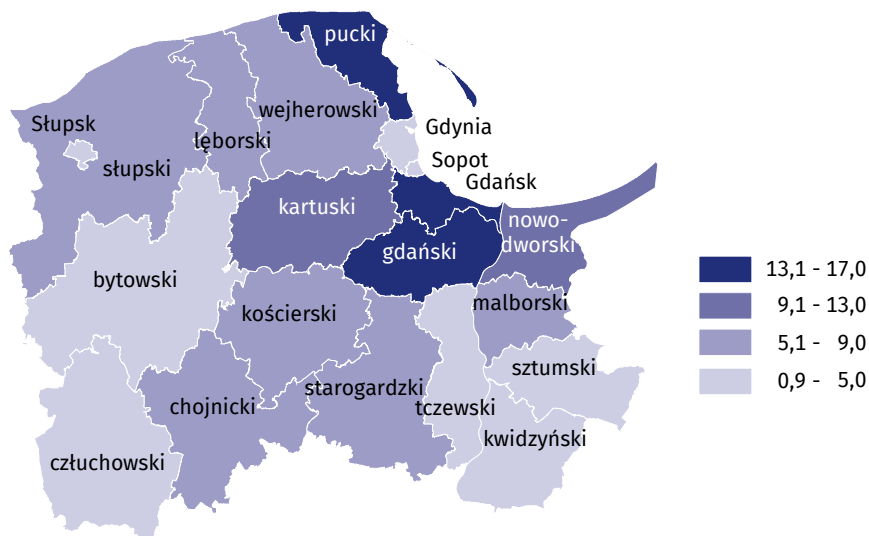 pucki
wejherowski
Gdynia
Słupsk
lęborski
Sopot
słupski
Gdańsk
kartuski
nowo-
dworski
gdański
bytowski
malborski
kościerski
sztumski
starogardzki
chojnicki
tczewski
kwidzyński
człuchowski
13,1 - 17,0
9,1 - 13,0
5,1 - 9,0
0,9 - 5,0